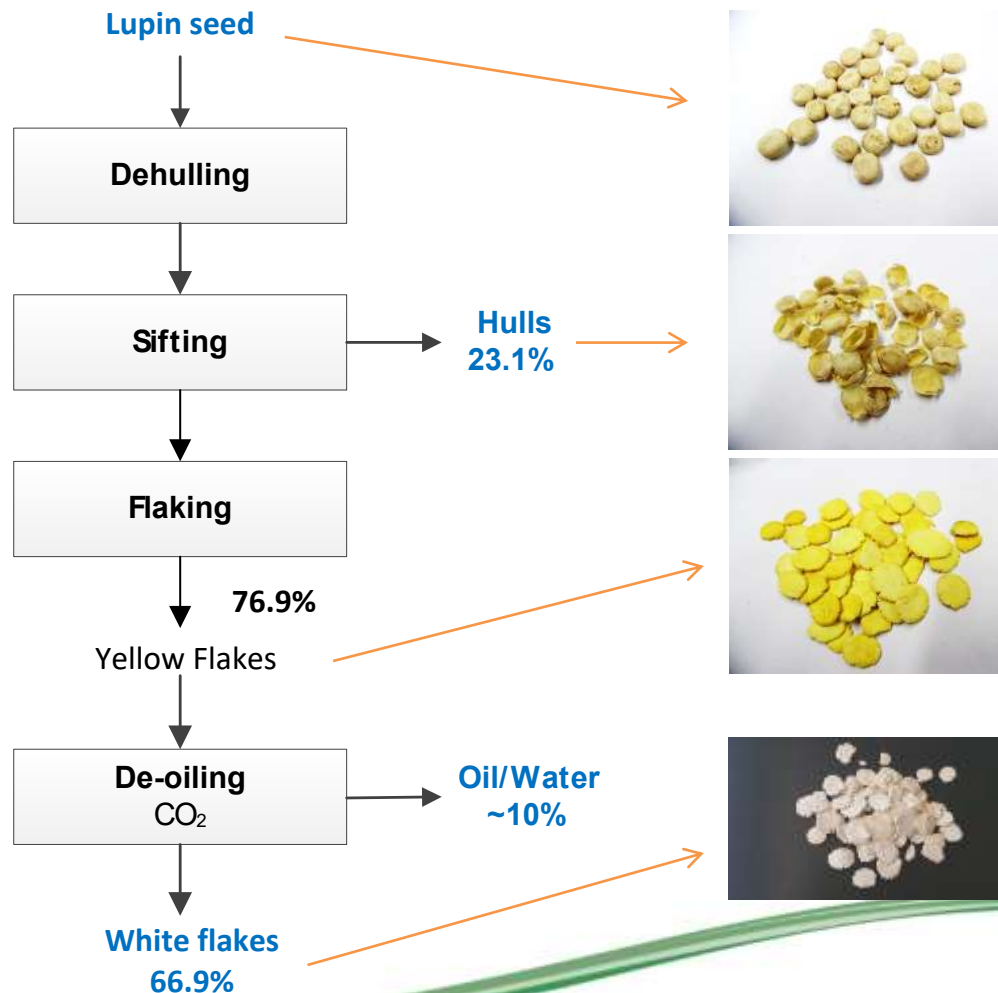 Lupin seed
Dehulling
Sifting
Hulls
23.1%
Flaking
76.9%
Yellow Flakes
De-oiling
CO₂
Oil/Water
~10%
White flakes
66.9%